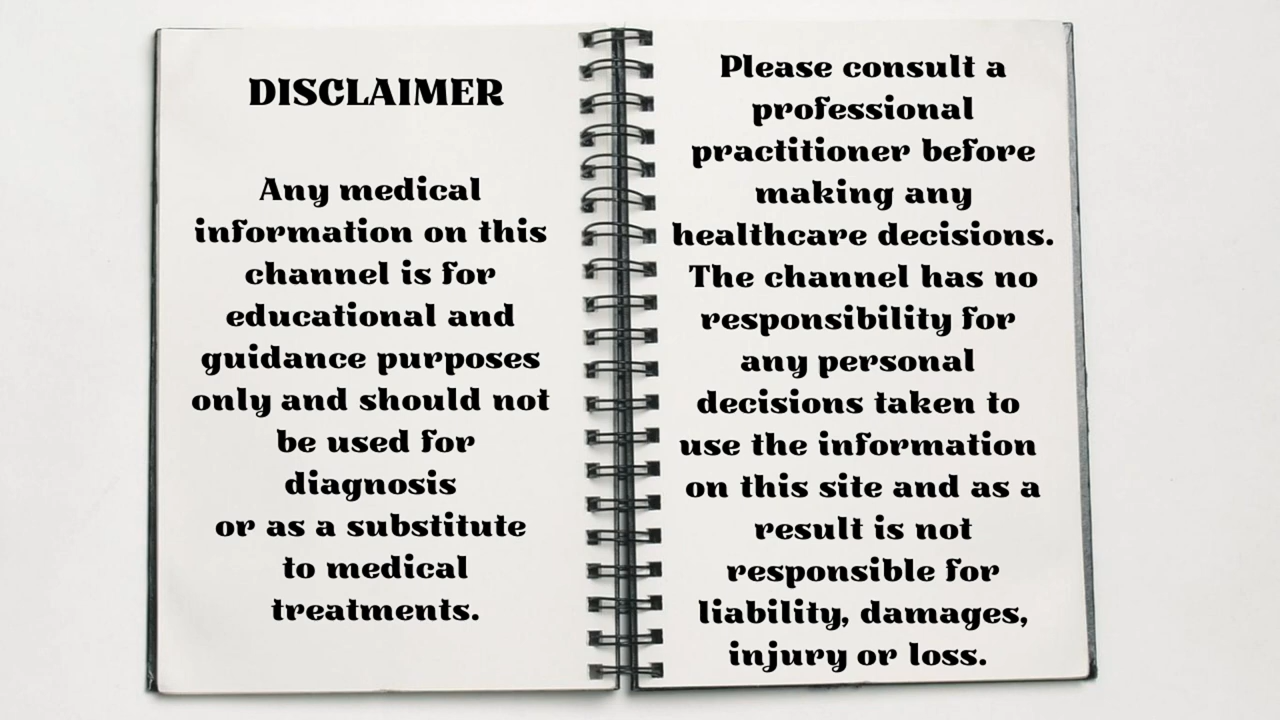 DISCLAIMER
Any medical
information on this
channel is for
educational and
guidance purposes
only and should not
be used for
diagnosis
or as a substitute
to medical
treatments.
Please consult a
professional
practitioner before
making any
healthcare decisions.
The channel has no
responsibility for
any personal
decisions taken to
use the information
on this site and as a
result is not
responsible for
liability, damages,
injury or loss.